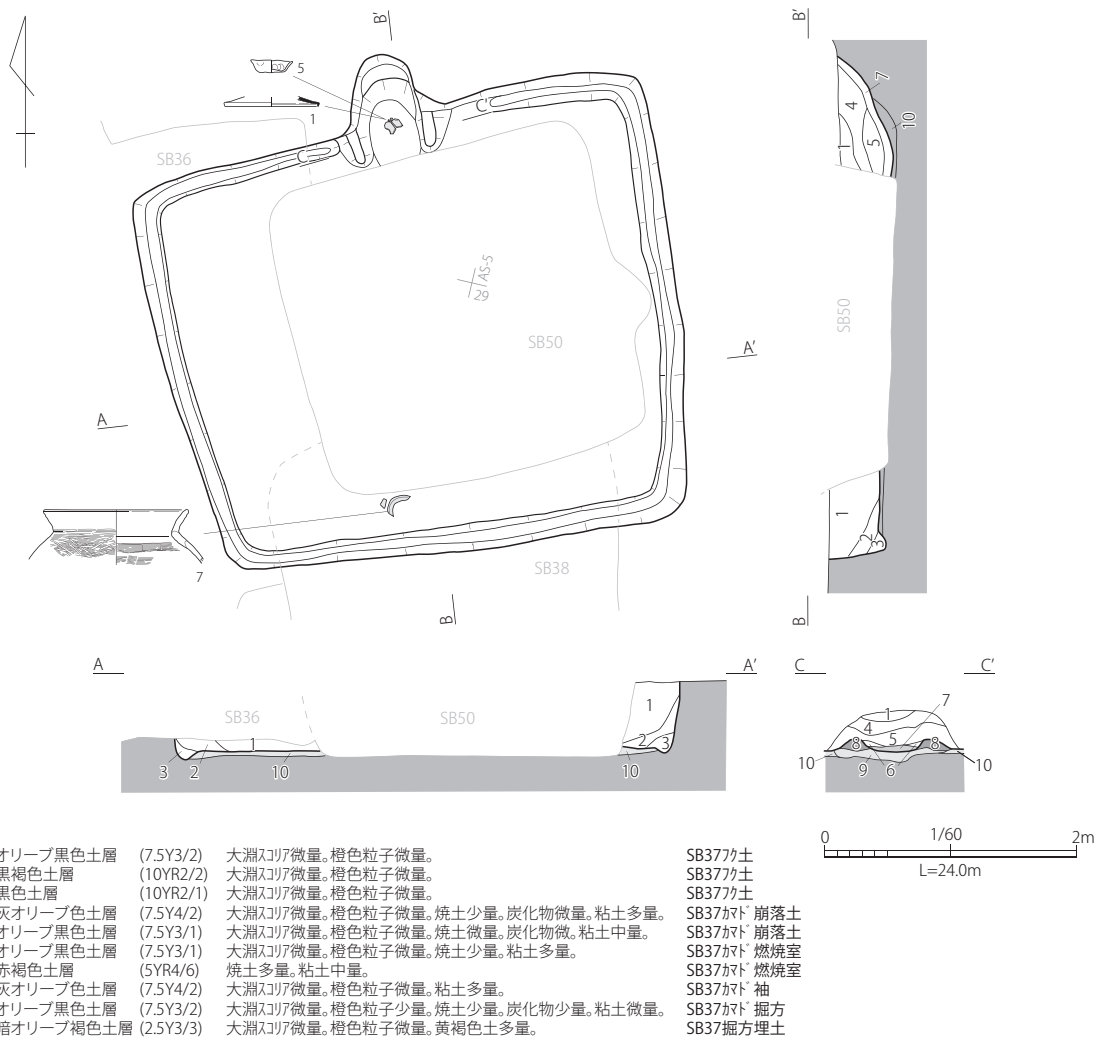 B'
B'
5
1
C'
C
SB36
AS-5
29
SB50
A'
A
7
SB38
B
7
4
10
1
5
SB50
1
2
3
B
A
A'
SB36
SB50
1
1
2
3
3
2
10
10
C
C'
7
1
4
5
8
8
10
9
6
10
0
1/60
2m
L=24.0m
オリーブ黒色土層 (7.5Y3/2) 大淵スコリア微量。橙色粒子微量。 SB37フク土
黒褐色土層 (10YR2/2) 大淵スコリア微量。橙色粒子微量。 SB37フク土
黒色土層 (10YR2/1) 大淵スコリア微量。橙色粒子微量。 SB37フク土
灰オリーブ色土層 (7.5Y4/2) 大淵スコリア微量。橙色粒子微量。焼土少量。炭化物微量。粘土多量。 SB37カマド崩落土
オリーブ黒色土層 (7.5Y3/1) 大淵スコリア微量。橙色粒子微量。焼土微量。炭化物微。粘土中量。 SB37カマド崩落土
オリーブ黒色土層 (7.5Y3/1) 大淵スコリア微量。橙色粒子微量。焼土少量。粘土多量。 SB37カマド燃焼室
赤褐色土層 (5YR4/6) 焼土多量。粘土中量。 SB37カマド燃焼室
灰オリーブ色土層 (7.5Y4/2) 大淵スコリア微量。橙色粒子微量。粘土多量。 SB37カマド袖
オリーブ黒色土層 (7.5Y3/2) 大淵スコリア微量。橙色粒子少量。焼土少量。炭化物少量。粘土微量。 SB37カマド掘方
暗オリーブ褐色土層 (2.5Y3/3) 大淵スコリア微量。橙色粒子微量。黄褐色土多量。 SB37掘方埋土